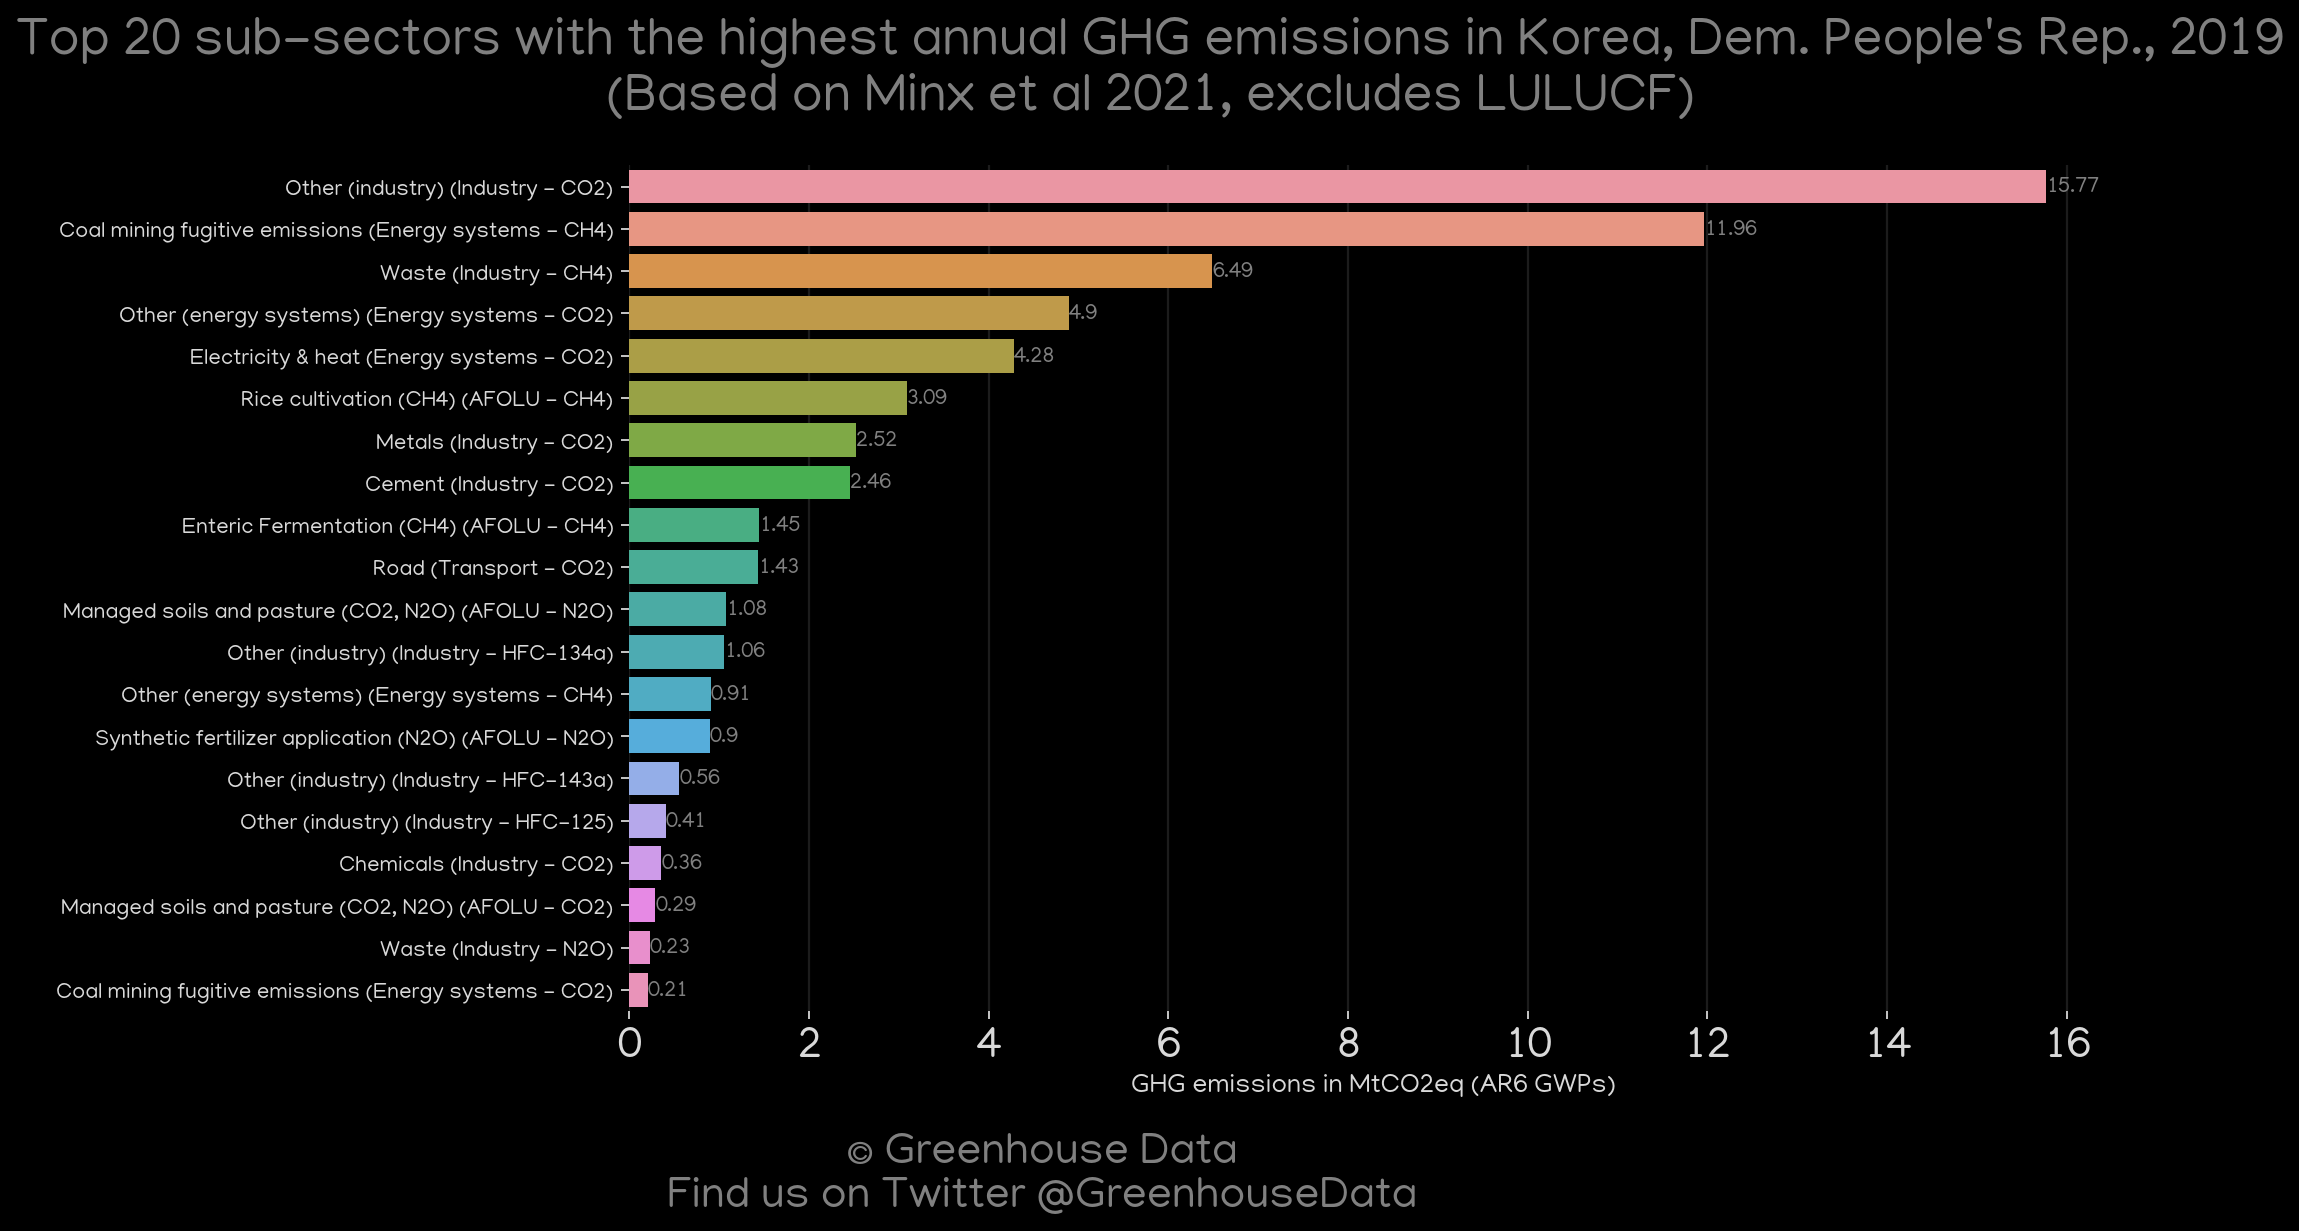 Top 20 sub-sectors with the highest annual GHG emissions in Korea, Dem. People's Rep., 2019
(Based on Minx et al 2021, excludes LULUCF)
Other (industry) (Industry - CO2) 15.77
Coal mining fugitive emissions (Energy systems - CH4) 11.96
Waste (Industry - CH4) 6.49
Other (energy systems) (Energy systems - CO2) 4.9
Electricity & heat (Energy systems - CO2) 4.28
Rice cultivation (CH4) (AFOLU - CH4) 3.09
Metals (Industry - CO2) 2.52
Cement (Industry - CO2) 2.46
Enteric Fermentation (CH4) (AFOLU - CH4) 1.45
Road (Transport - CO2) 1.43
Managed soils and pasture (CO2, N2O) (AFOLU - N2O) 1.08
Other (industry) (Industry - HFC-134a) 1.06
Other (energy systems) (Energy systems - CH4) 0.91
Synthetic fertilizer application (N2O) (AFOLU - N2O) 0.9
Other (industry) (Industry - HFC-143a) 0.56
Other (industry) (Industry - HFC-125) 0.41
Chemicals (Industry - CO2) 0.36
Managed soils and pasture (CO2, N2O) (AFOLU - CO2) 0.29
Waste (Industry - N2O) 0.23
Coal mining fugitive emissions (Energy systems - CO2) 0.21
0 2 4 6 8 10 12 14 16
GHG emissions in MtCO2eq (AR6 GWPs)
© Greenhouse Data
Find us on Twitter @GreenhouseData